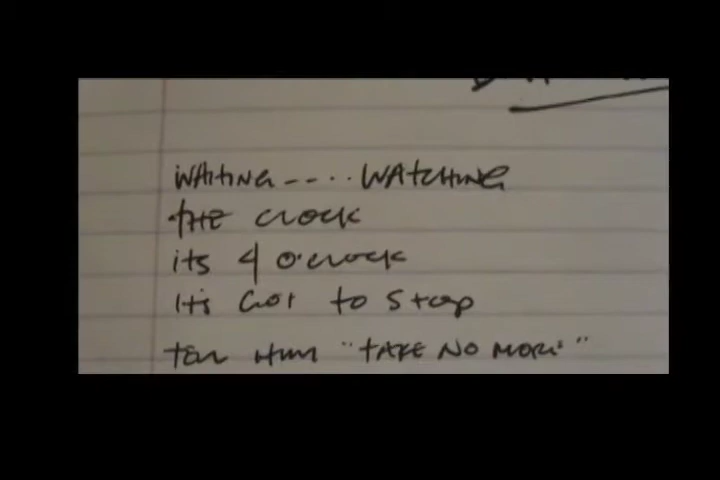 WAITING----.. WATCHING
THE CLOCK
its 4 O'CLOCK
It's GOT to STOP
TELL HIM "TAKE NO MORE"